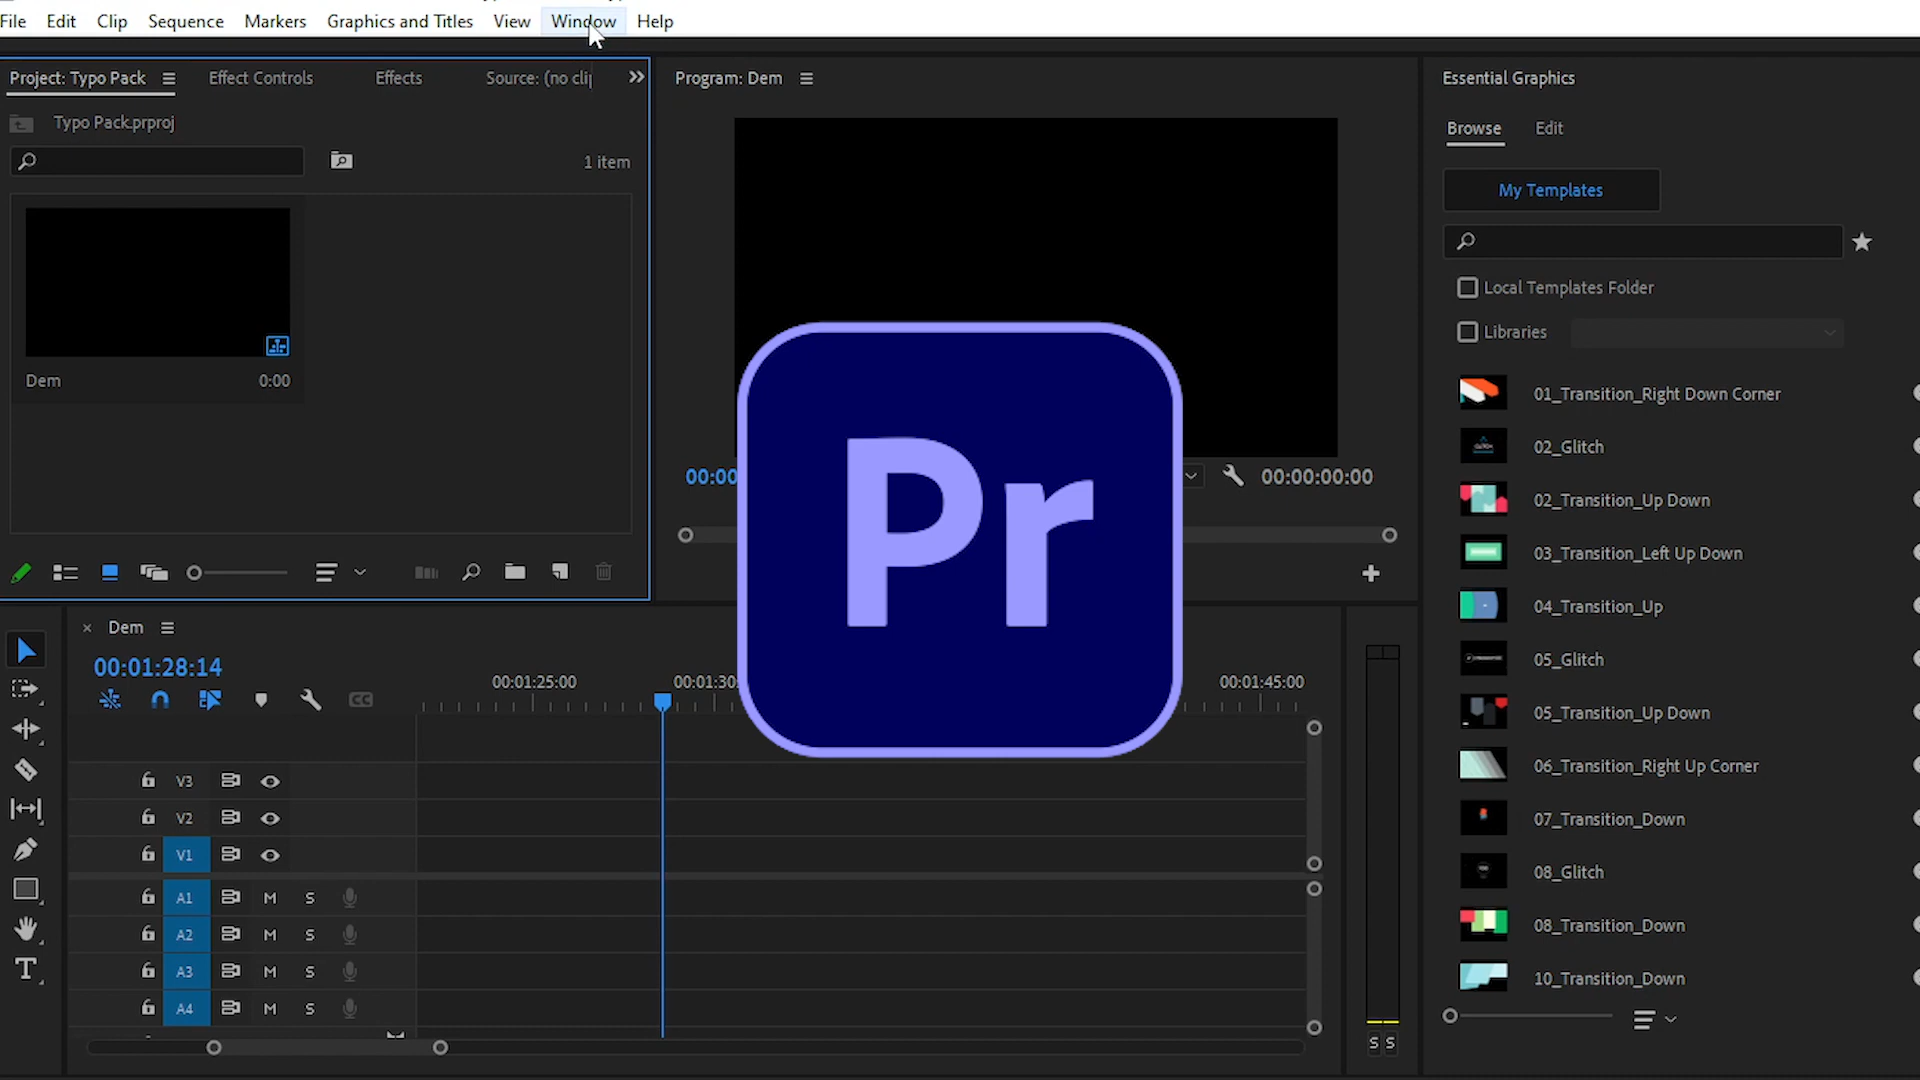 File Edit Clip Sequence Markers Graphics and Titles View Window Help
Project: Typo Pack Effect Controls Effects Source: (no cli
Typo Pack.prproj
1 item
Dem 0:00
Program: Dem
00:00 00:00:00:00
Pr
Essential Graphics
Browse Edit
My Templates
Local Templates Folder
Libraries
01_Transition_Right Down Corner
02_Glitch
02_Transition_Up Down
03_Transition_Left Up Down
04_Transition_Up
05_Glitch
05_Transition_Up Down
06_Transition_Right Up Corner
07_Transition_Down
08_Glitch
08_Transition_Down
10_Transition_Down
× Dem
00:01:28:14
CC
00:01:25:00 00:01:30: 00:01:45:00
V3
V2
V1
A1 M S
A2 M S
A3 M S
A4 M S
S S